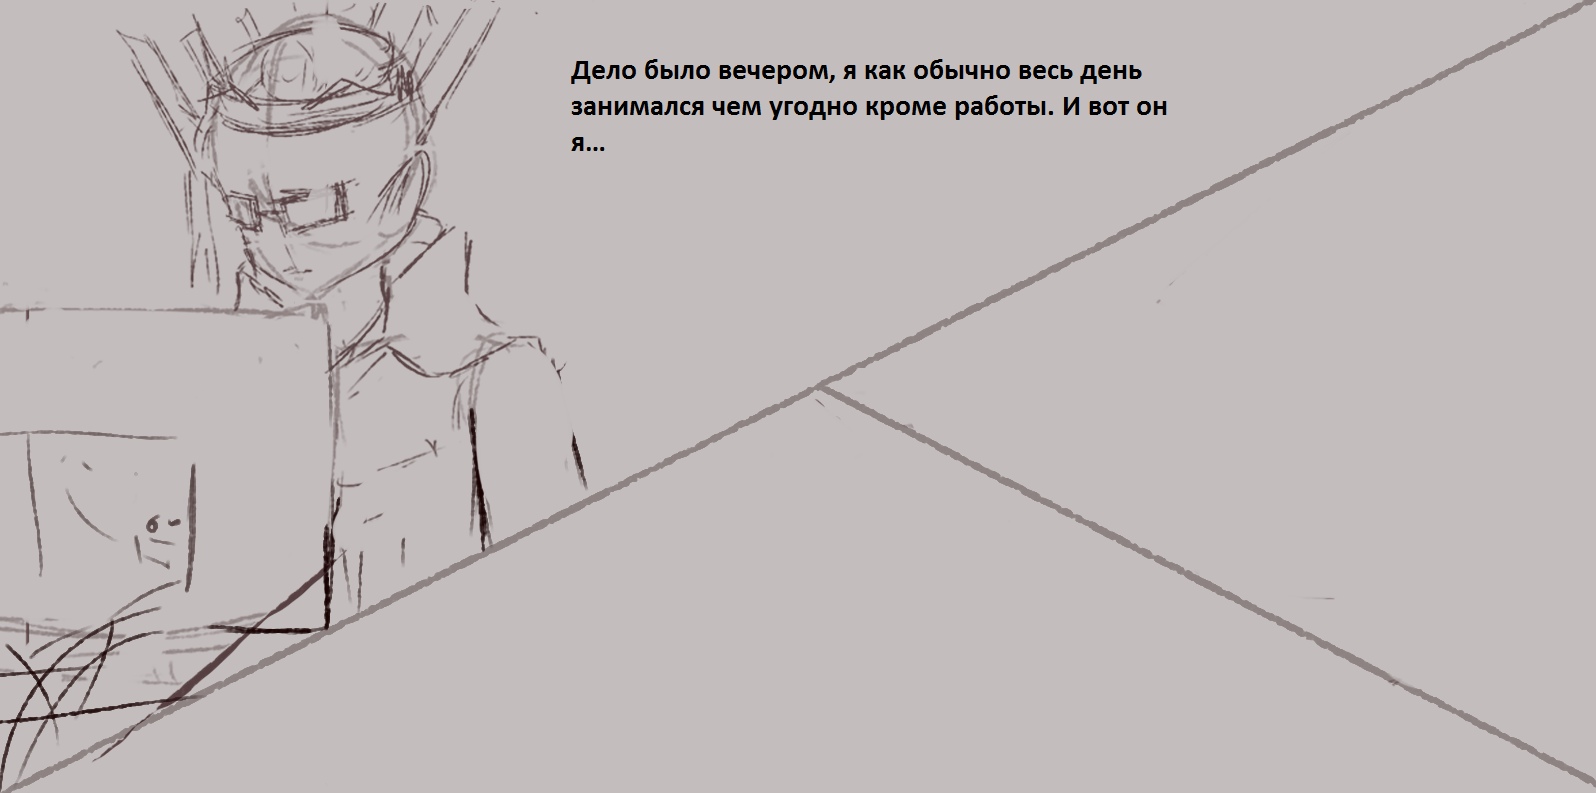 Дело было вечером, я как обычно весь день
занимался чем угодно кроме работы. И вот он
я...